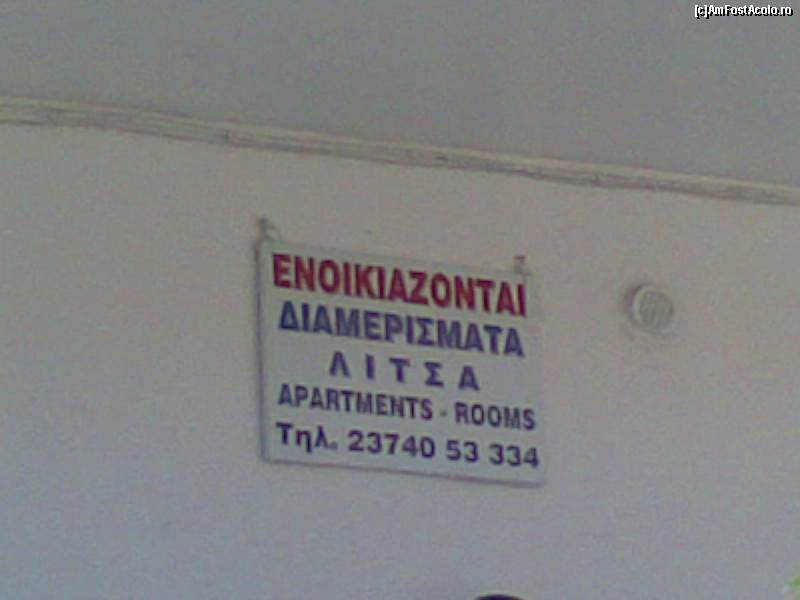 [c]AmFostAcolo.ro
ΕΝΟΙΚΙΑΖΟΝΤΑΙ
ΔΙΑΜΕΡΙΣΜΑΤΑ
ΛΙΤΣΑ
APARTMENTS - ROOMS
Τηλ. 23740 53 334